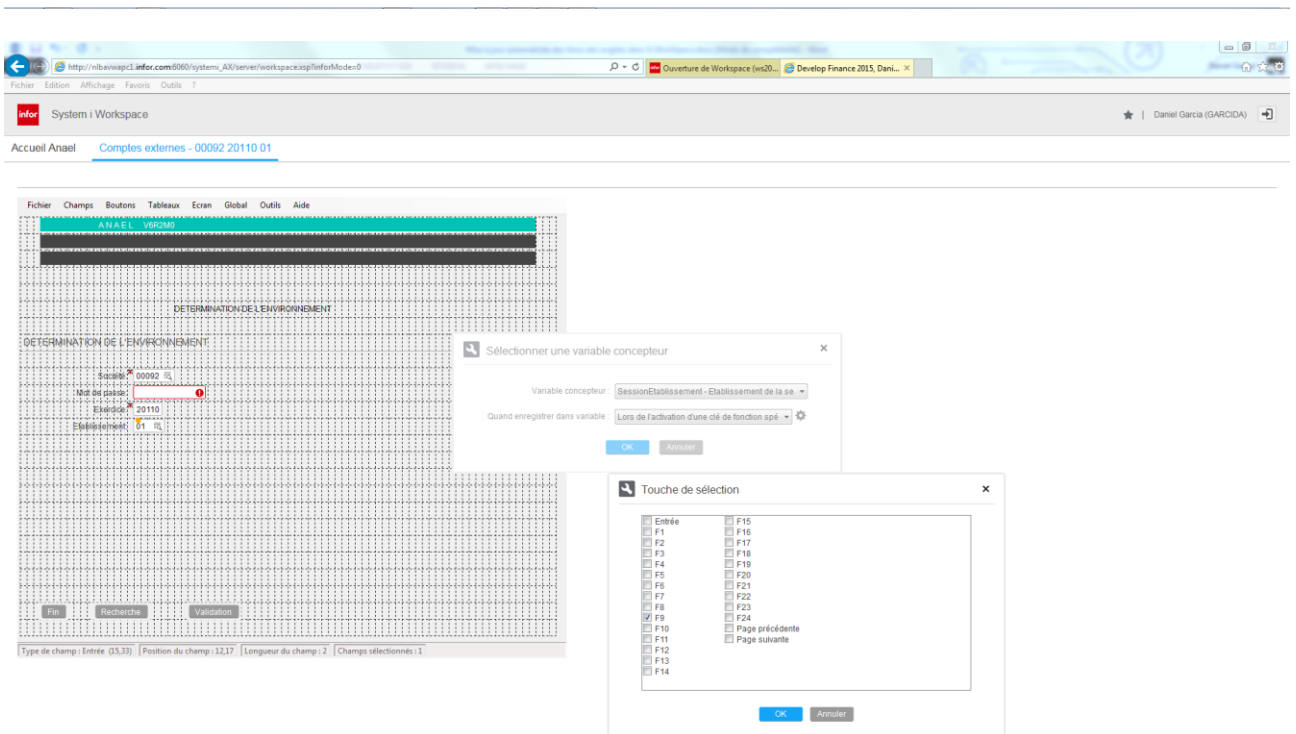 http://nlbavwapc1.infor.com:6060/systemi_AX/server/workspace.xsp?inforMode=0
Ouverture de Workspace (ws20...
Develop Finance 2015, Dani...
Fichier Edition Affichage Favoris Outils ?
infor System i Workspace
Daniel Garcia (GARCIDA)
Accueil Anael Comptes externes - 00092 20110 01
Fichier Champs Boutons Tableaux Ecran Global Outils Aide
ANAEL V6R2M0
DETERMINATION DE L'ENVIRONNEMENT
DETERMINATION DE L'ENVIRONNEMENT
Société 00092
Mot de passe
Exercice 20110
Etablissement 01
Fin Recherche Validation
Type de champ : Entrée (15,33) Position du champ : 12,17 Longueur du champ : 2 Champs sélectionnés : 1
Sélectionner une variable concepteur
Variable concepteur : SessionEtablissement - Etablissement de la se
Quand enregistrer dans variable : Lors de l'activation d'une clé de fonction spé
OK Annuler
Touche de sélection
Entrée F15
F1 F16
F2 F17
F3 F18
F4 F19
F5 F20
F6 F21
F7 F22
F8 F23
F9 F24
F10 Page précédente
F11 Page suivante
F12
F13
F14
OK Annuler